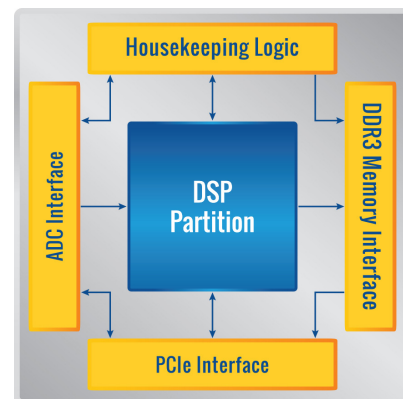 Housekeeping Logic
ADC Interface
DSP
Partition
DDR3 Memory Interface
PCIe Interface